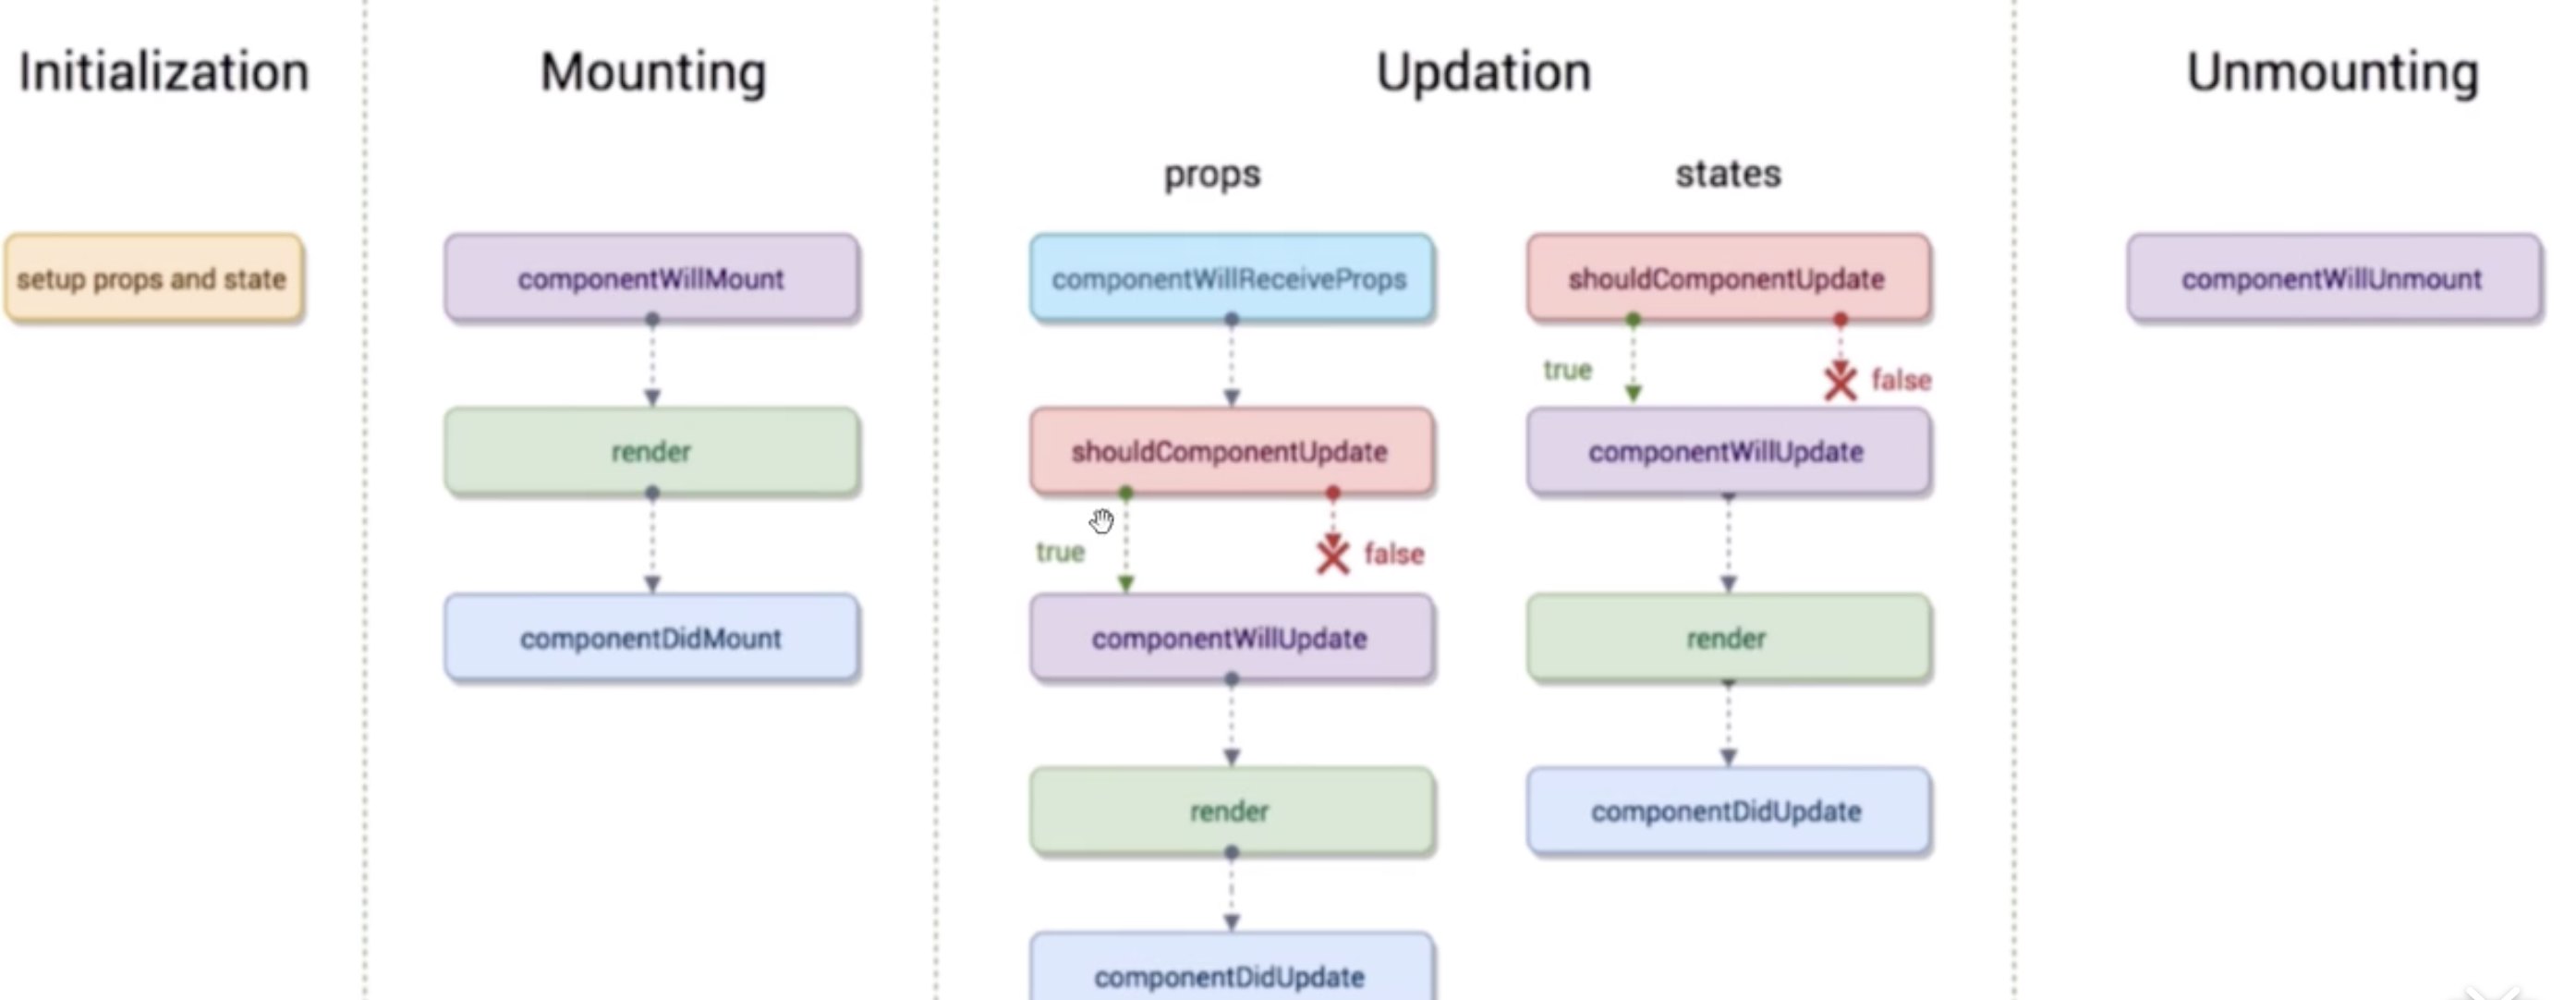 Initialization
Mounting
Updation
Unmounting
props
states
setup props and state
componentWillMount
render
componentDidMount
componentWillReceiveProps
shouldComponentUpdate
true
false
componentWillUpdate
render
componentDidUpdate
shouldComponentUpdate
true
false
componentWillUpdate
render
componentDidUpdate
componentWillUnmount